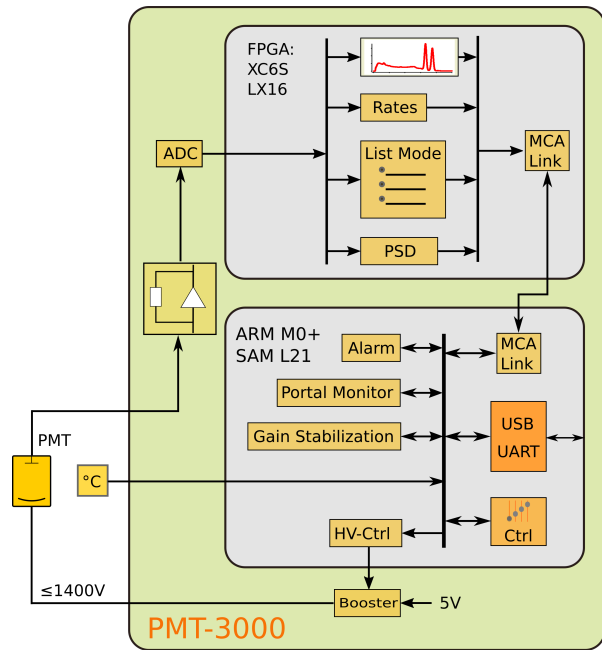 FPGA:
XC6S
LX16
Rates
ADC
List Mode
MCA
Link
PSD
ARM M0+
SAM L21
Alarm
MCA
Link
Portal Monitor
USB
UART
Gain Stabilization
PMT
°C
HV-Ctrl
Ctrl
≤1400V
Booster
5V
PMT-3000